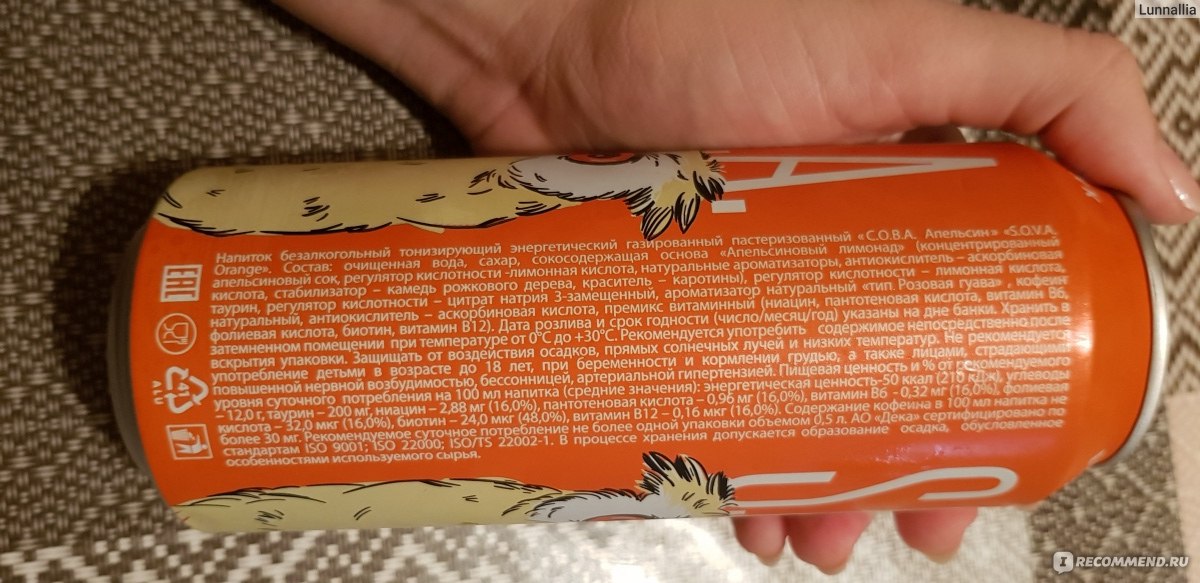 Lunnallia
A.
Напиток безалкогольный тонизирующий энергетический газированный пастеризованный «С.О.В.А. Апельсин» «S.O.V.A.
Orange». Состав: очищенная вода, сахар, сокосодержащая основа «Апельсиновый лимонад» (концентрированный
апельсиновый сок, регулятор кислотности -лимонная кислота, натуральные ароматизаторы, антиокислитель – аскорбиновая
кислота, стабилизатор – камедь рожкового дерева, краситель – каротины), регулятор кислотности – лимонная кислота,
таурин, регулятор кислотности – цитрат натрия 3-замещенный, ароматизатор натуральный «тип Розовая гуава» , кофеин
натуральный, антиокислитель – аскорбиновая кислота, премикс витаминный (ниацин, пантотеновая кислота, витамин В6,
фолиевая кислота, биотин, витамин В12). Дата розлива и срок годности (число/месяц/год) указаны на дне банки. Хранить в
затемненном помещении при температуре от 0°С до +30°С. Рекомендуется употребить содержимое непосредственно после
вскрытия упаковки. Защищать от воздействия осадков, прямых солнечных лучей и низких температур. Не рекомендуется
употребление детьми в возрасте до 18 лет, при беременности и кормлении грудью, а также лицами, страдающими
повышенной нервной возбудимостью, бессонницей, артериальной гипертензией. Пищевая ценность и % от рекомендуемого
уровня суточного потребления на 100 мл напитка (средние значения): энергетическая ценность-50 ккал (210 кДж), углеводы
– 12,0 г, таурин – 200 мг, ниацин – 2,88 мг (16,0%), пантотеновая кислота – 0,96 мг (16,0%), витамин В6 - 0,32 мг (16,0%), фолиевая
кислота – 32,0 мкг (16,0%), биотин – 24,0 мкг (48,0%), витамин В12 – 0,16 мкг (16,0%). Содержание кофеина в 100 мл напитка не
более 30 мг. Рекомендуемое суточное потребление не более одной упаковки объемом 0,5 л. АО «Дека» сертифицировано по
стандартам ISO 9001; ISO 22000; ISO/TS 22002-1. В процессе хранения допускается образование осадка, обусловленное
особенностями используемого сырья.
EAC
41
ALU
S
IRECOMMEND.RU